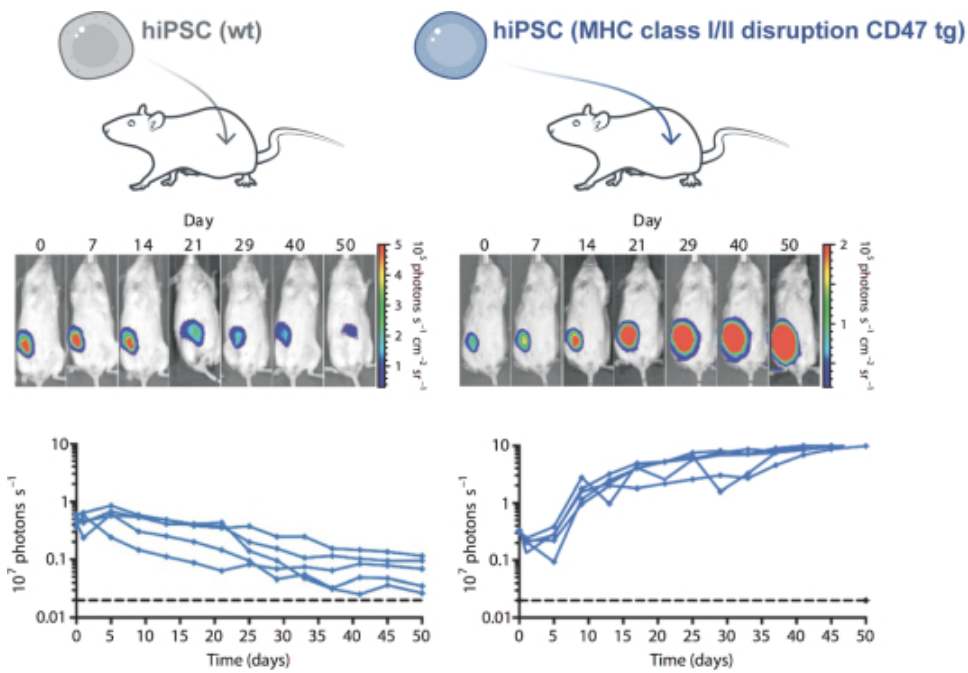 hiPSC (wt)
hiPSC (MHC class I/II disruption CD47 tg)
Day
0 7 14 21 29 40 50
5
4
3
2
1
10⁵ photons s⁻¹ cm⁻² sr⁻¹
Day
0 7 14 21 29 40 50
2
1
10⁵ photons s⁻¹ cm⁻² sr⁻¹
10⁷ photons s⁻¹
10
1
0.1
0.01
0 5 10 15 20 25 30 35 40 45 50
Time (days)
10⁷ photons s⁻¹
10
1
0.1
0.01
0 5 10 15 20 25 30 35 40 45 50
Time (days)